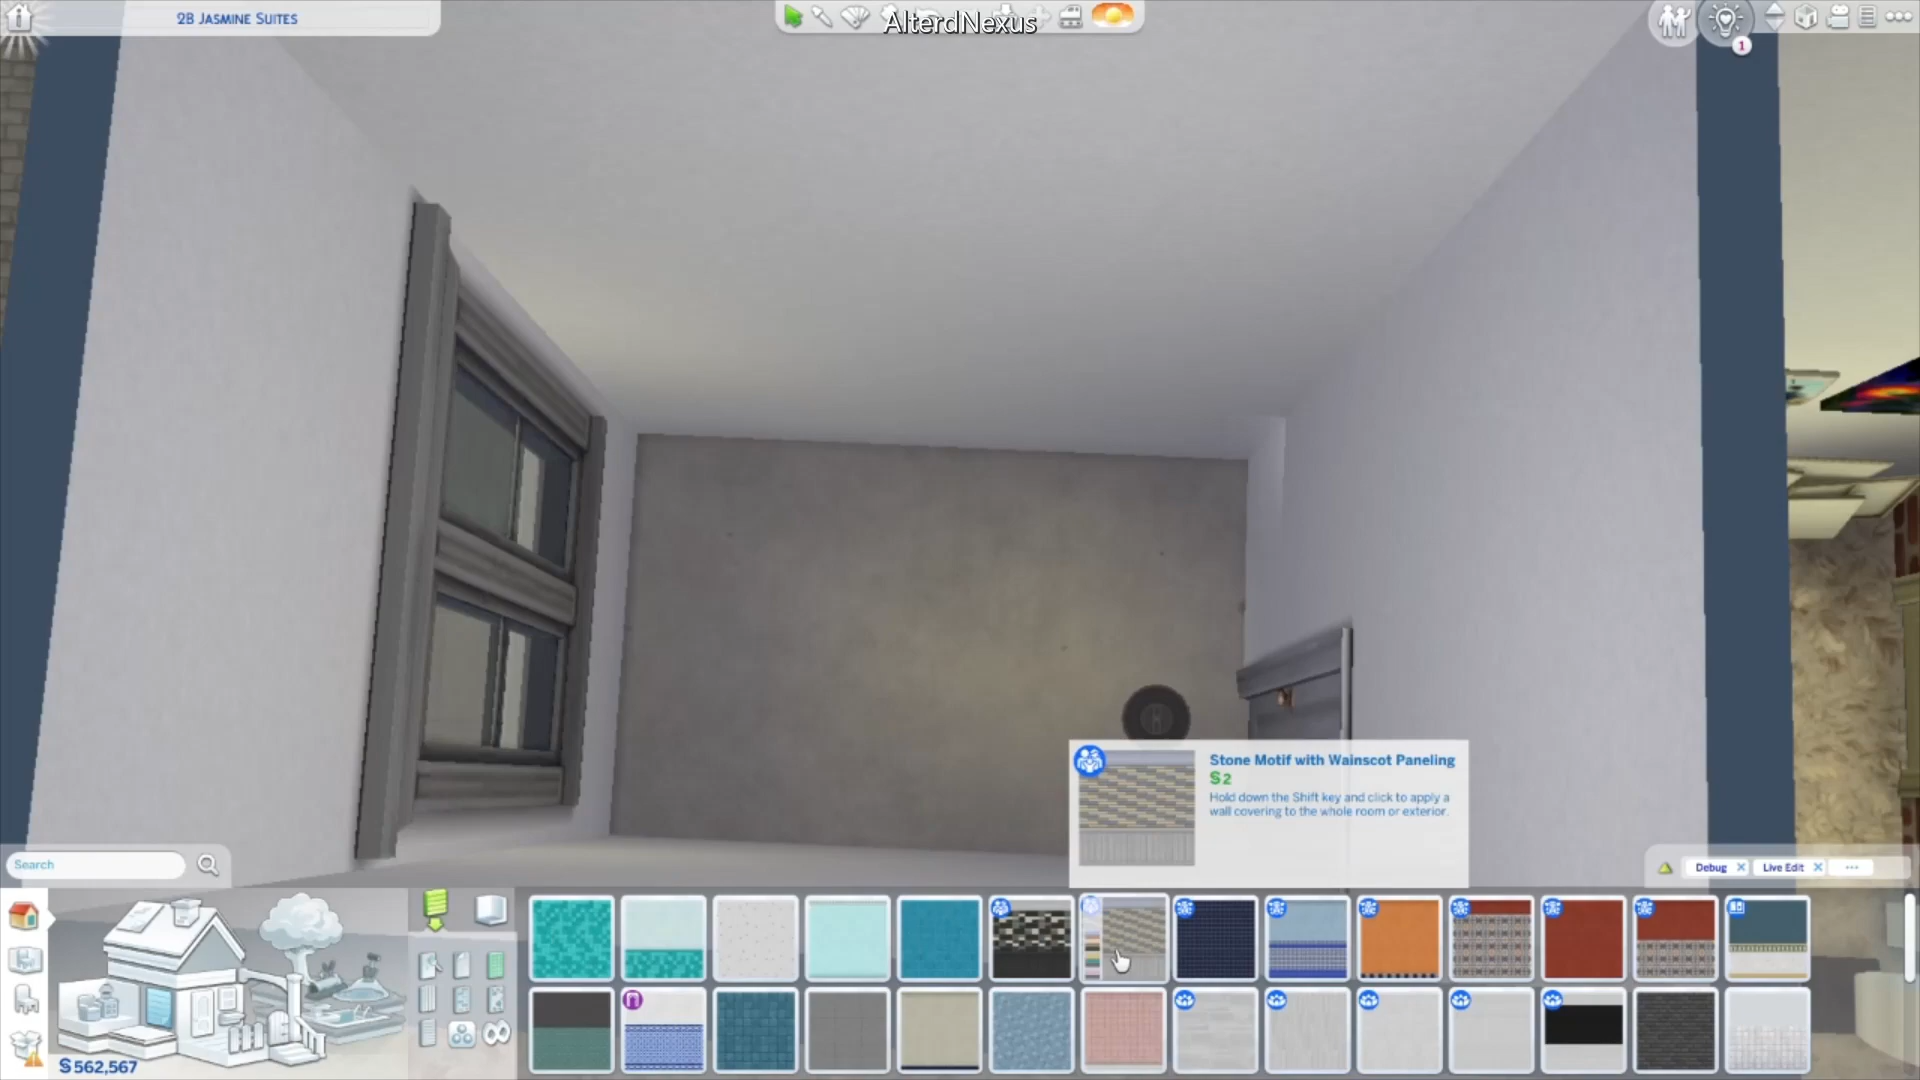 2B Jasmine Suites
AlterdNexus
1
Stone Motif with Wainscot Paneling
§2
Hold down the Shift key and click to apply a
wall covering to the whole room or exterior.
Search
Debug
Live Edit
§562,567